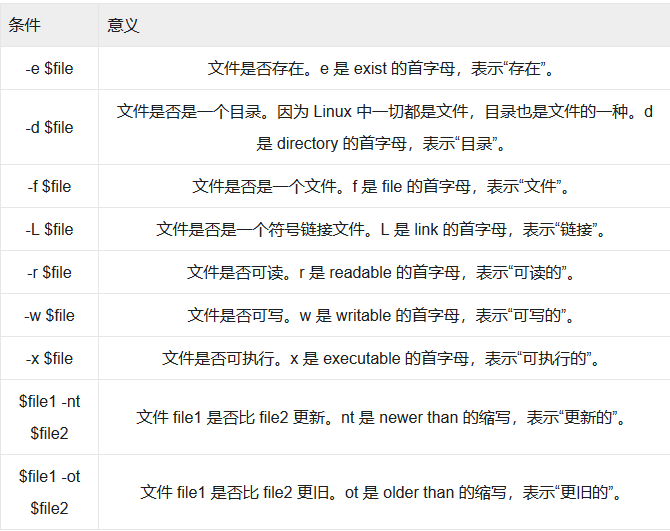 条件 意义
-e $file 文件是否存在。e 是 exist 的首字母，表示“存在”。
-d $file 文件是否是一个目录。因为 Linux 中一切都是文件，目录也是文件的一种。d
是 directory 的首字母，表示“目录”。
-f $file 文件是否是一个文件。f 是 file 的首字母，表示“文件”。
-L $file 文件是否是一个符号链接文件。L 是 link 的首字母，表示“链接”。
-r $file 文件是否可读。r 是 readable 的首字母，表示“可读的”。
-w $file 文件是否可写。w 是 writable 的首字母，表示“可写的”。
-x $file 文件是否可执行。x 是 executable 的首字母，表示“可执行的”。
$file1 -nt
$file2
文件 file1 是否比 file2 更新。nt 是 newer than 的缩写，表示“更新的”。
$file1 -ot
$file2
文件 file1 是否比 file2 更旧。ot 是 older than 的缩写，表示“更旧的”。